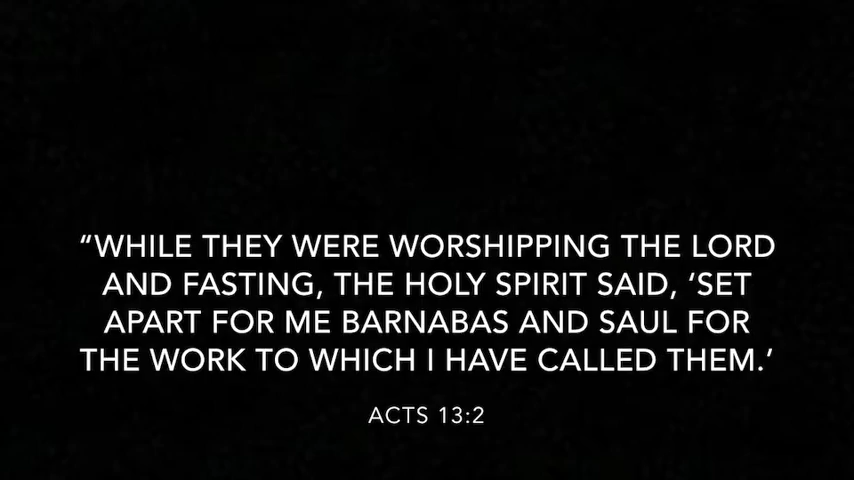 “WHILE THEY WERE WORSHIPPING THE LORD
AND FASTING, THE HOLY SPIRIT SAID, ‘SET
APART FOR ME BARNABAS AND SAUL FOR
THE WORK TO WHICH I HAVE CALLED THEM.’
ACTS 13:2